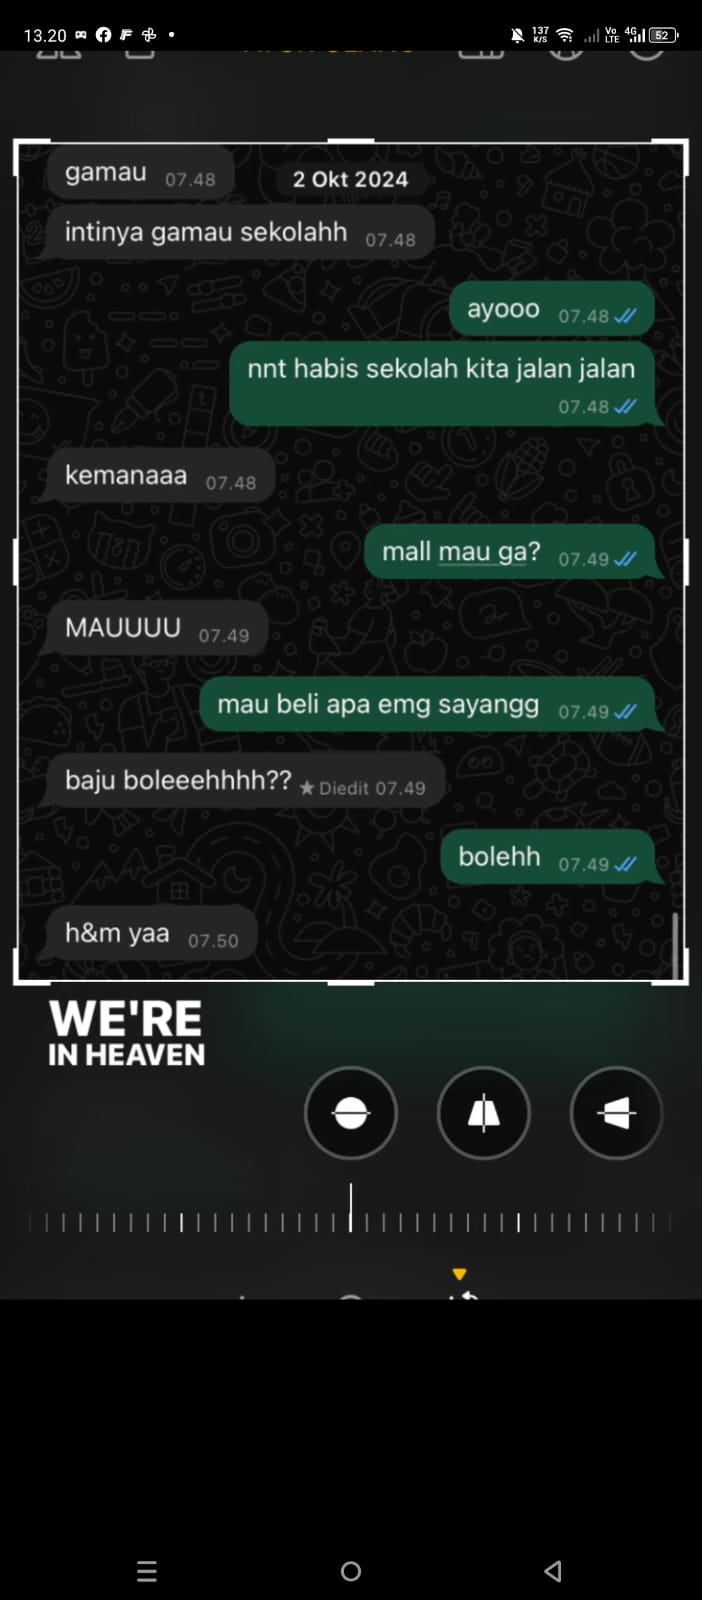 13.20
137
K/S
Vo
LTE
4G
52
gamau 07.48
2 Okt 2024
intinya gamau sekolahh 07.48
ayooo 07.48
nnt habis sekolah kita jalan jalan
07.48
kemanaaa 07.48
mall mau ga? 07.49
MAUUUU 07.49
mau beli apa emg sayangg 07.49
baju boleeehhhh?? Diedit 07.49
bolehh 07.49
h&m yaa 07.50
WE'RE
IN HEAVEN